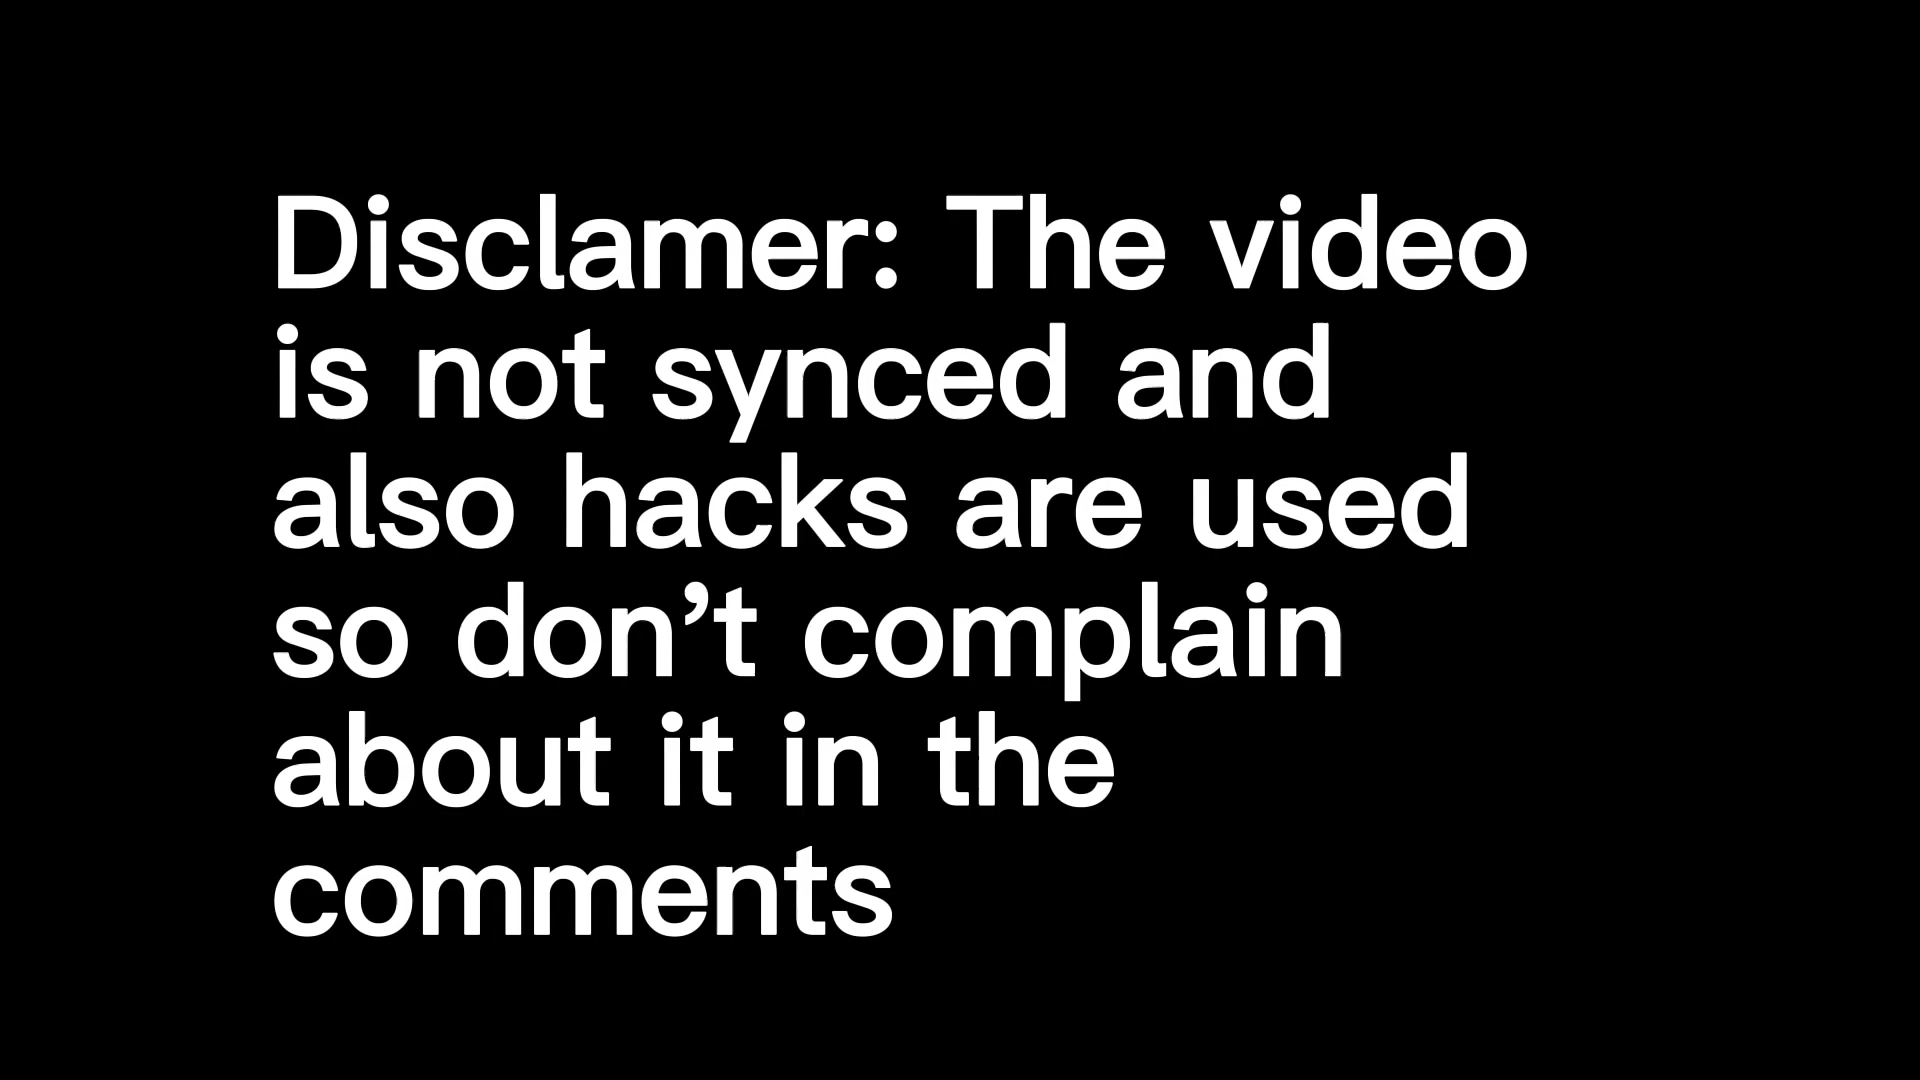 Disclamer: The video
is not synced and
also hacks are used
so don’t complain
about it in the
comments